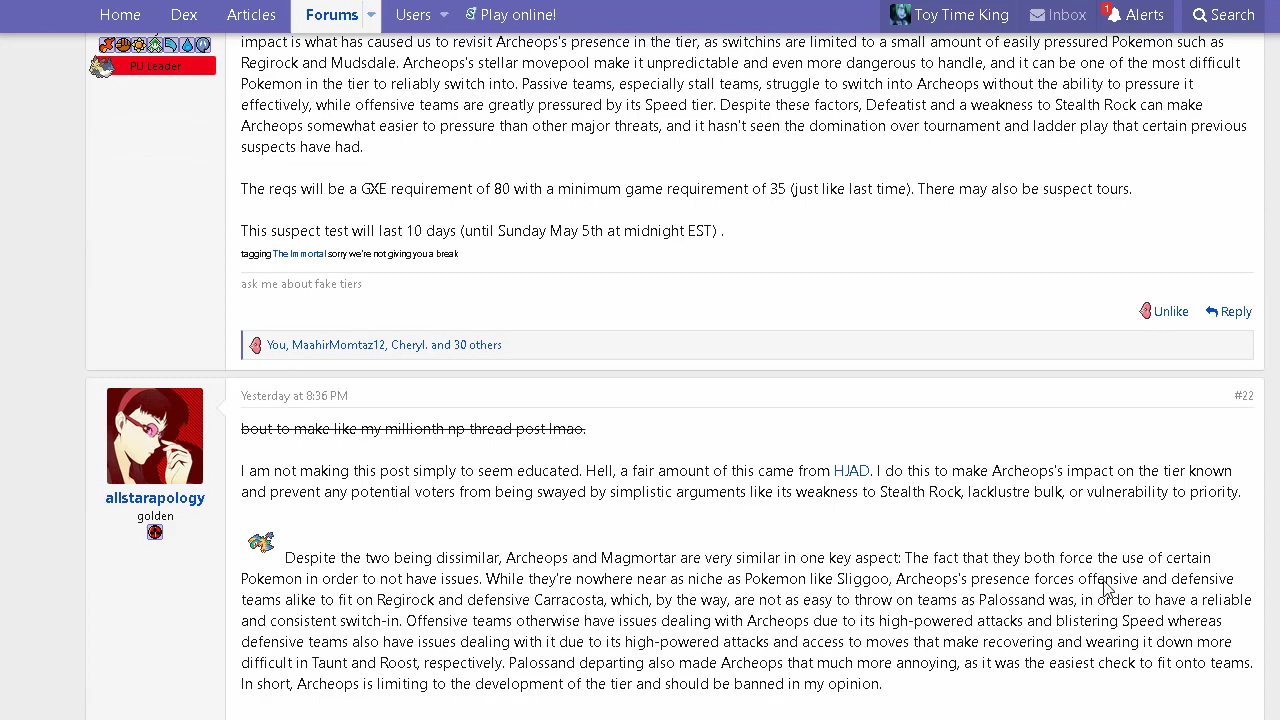 Home Dex Articles Forums Users Play online! Toy Time King Inbox 1 Alerts Search
impact is what has caused us to revisit Archeops's presence in the tier, as switchins are limited to a small amount of easily pressured Pokemon such as
PU Leader
Regirock and Mudsdale. Archeops's stellar movepool make it unpredictable and even more dangerous to handle, and it can be one of the most difficult
Pokemon in the tier to reliably switch into. Passive teams, especially stall teams, struggle to switch into Archeops without the ability to pressure it
effectively, while offensive teams are greatly pressured by its Speed tier. Despite these factors, Defeatist and a weakness to Stealth Rock can make
Archeops somewhat easier to pressure than other major threats, and it hasn't seen the domination over tournament and ladder play that certain previous
suspects have had.
The reqs will be a GXE requirement of 80 with a minimum game requirement of 35 (just like last time). There may also be suspect tours.
This suspect test will last 10 days (until Sunday May 5th at midnight EST) .
tagging The Immortal sorry we're not giving you a break
ask me about fake tiers
Unlike Reply
You, MaahirMomtaz12, Cheryl. and 30 others
Yesterday at 8:36 PM #22
bout to make like my millionth np thread post lmao.
I am not making this post simply to seem educated. Hell, a fair amount of this came from HJAD. I do this to make Archeops's impact on the tier known
and prevent any potential voters from being swayed by simplistic arguments like its weakness to Stealth Rock, lacklustre bulk, or vulnerability to priority.
allstarapology
golden
Despite the two being dissimilar, Archeops and Magmortar are very similar in one key aspect: The fact that they both force the use of certain
Pokemon in order to not have issues. While they're nowhere near as niche as Pokemon like Sliggoo, Archeops's presence forces offensive and defensive
teams alike to fit on Regirock and defensive Carracosta, which, by the way, are not as easy to throw on teams as Palossand was, in order to have a reliable
and consistent switch-in. Offensive teams otherwise have issues dealing with Archeops due to its high-powered attacks and blistering Speed whereas
defensive teams also have issues dealing with it due to its high-powered attacks and access to moves that make recovering and wearing it down more
difficult in Taunt and Roost, respectively. Palossand departing also made Archeops that much more annoying, as it was the easiest check to fit onto teams.
In short, Archeops is limiting to the development of the tier and should be banned in my opinion.